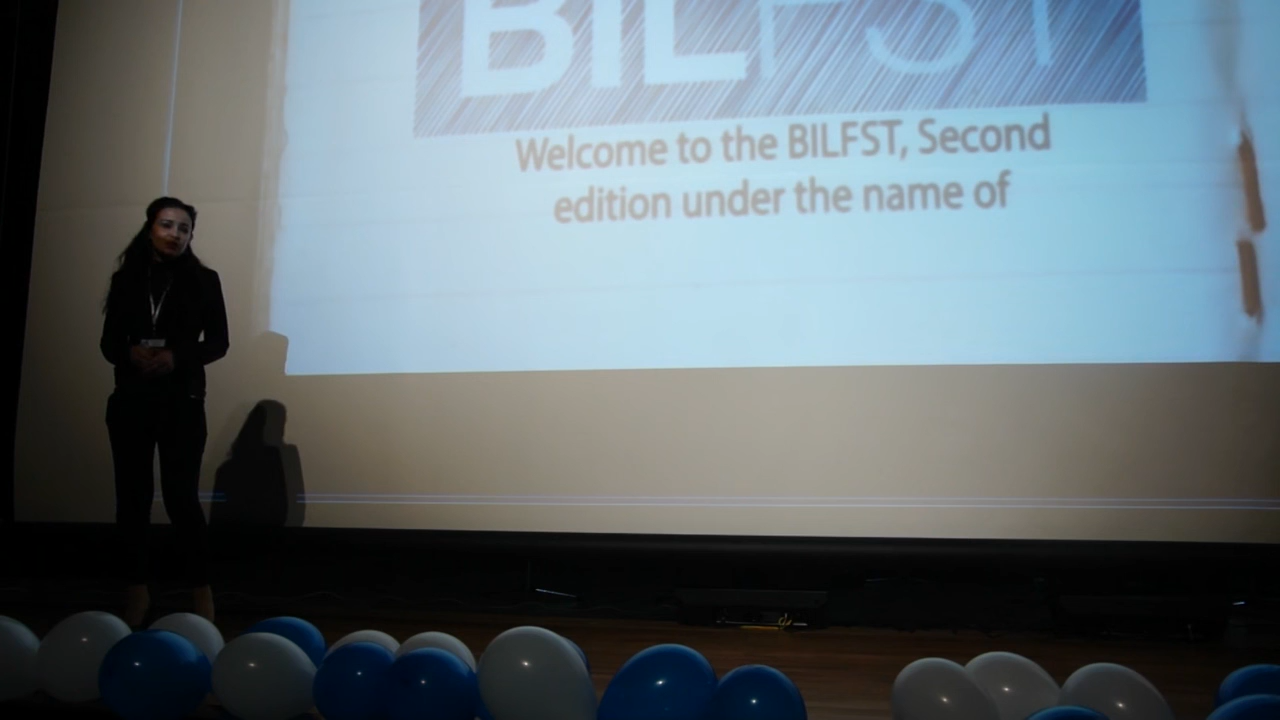 BILFST
Welcome to the BILFST, Second
edition under the name of